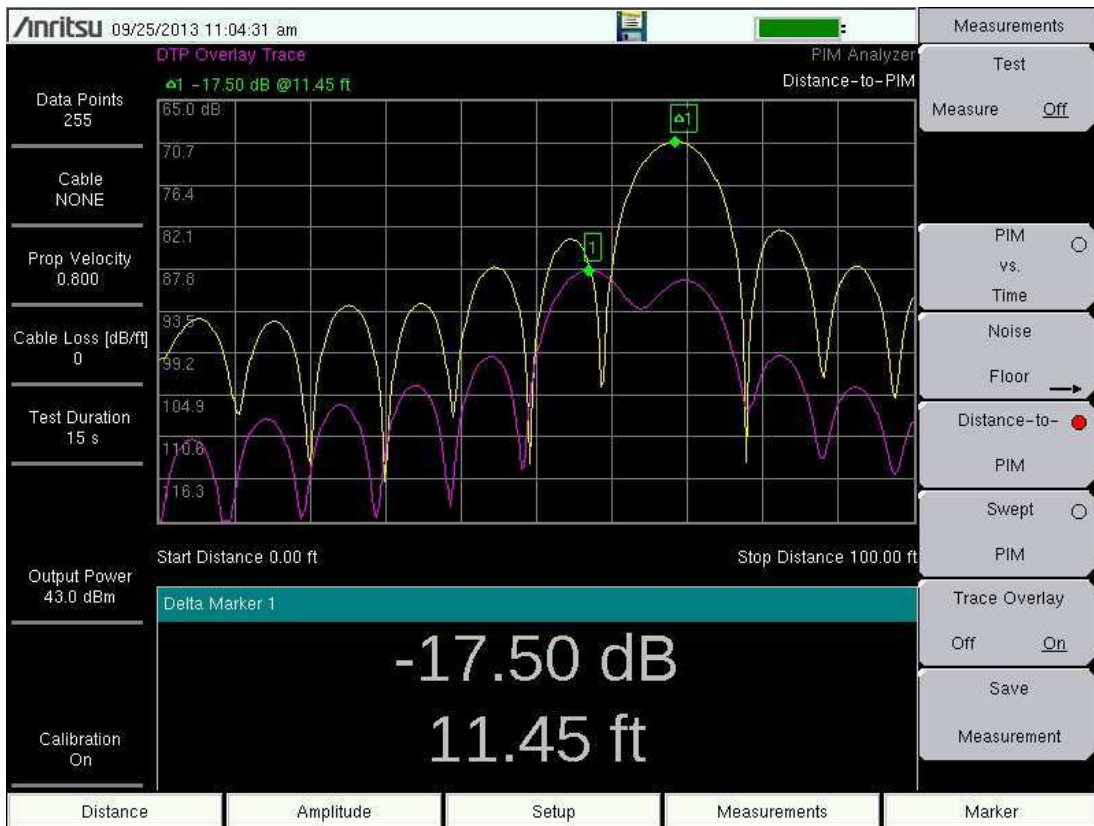 Anritsu 09/25/2013 11:04:31 am
DTP Overlay Trace
PIM Analyzer
Δ1 -17.50 dB @11.45 ft
Distance-to-PIM
Data Points
255
Cable
NONE
Prop Velocity
0.800
Cable Loss [dB/ft]
0
Test Duration
15 s
Output Power
43.0 dBm
Calibration
On
65.0 dB
70.7
76.4
82.1
87.8
93.5
99.2
104.9
110.6
116.3
Δ1
1
Start Distance 0.00 ft
Stop Distance 100.00 ft
Delta Marker 1
-17.50 dB
11.45 ft
Measurements
Test
Measure Off
PIM
vs.
Time
Noise
Floor
Distance-to-
PIM
Swept
PIM
Trace Overlay
Off On
Save
Measurement
Distance
Amplitude
Setup
Measurements
Marker